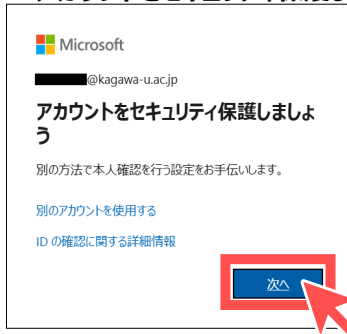 Microsoft
@kagawa-u.ac.jp
アカウントをセキュリティ保護しましょ
う
別の方法で本人確認を行う設定をお手伝いします。
別のアカウントを使用する
ID の確認に関する詳細情報
次へ